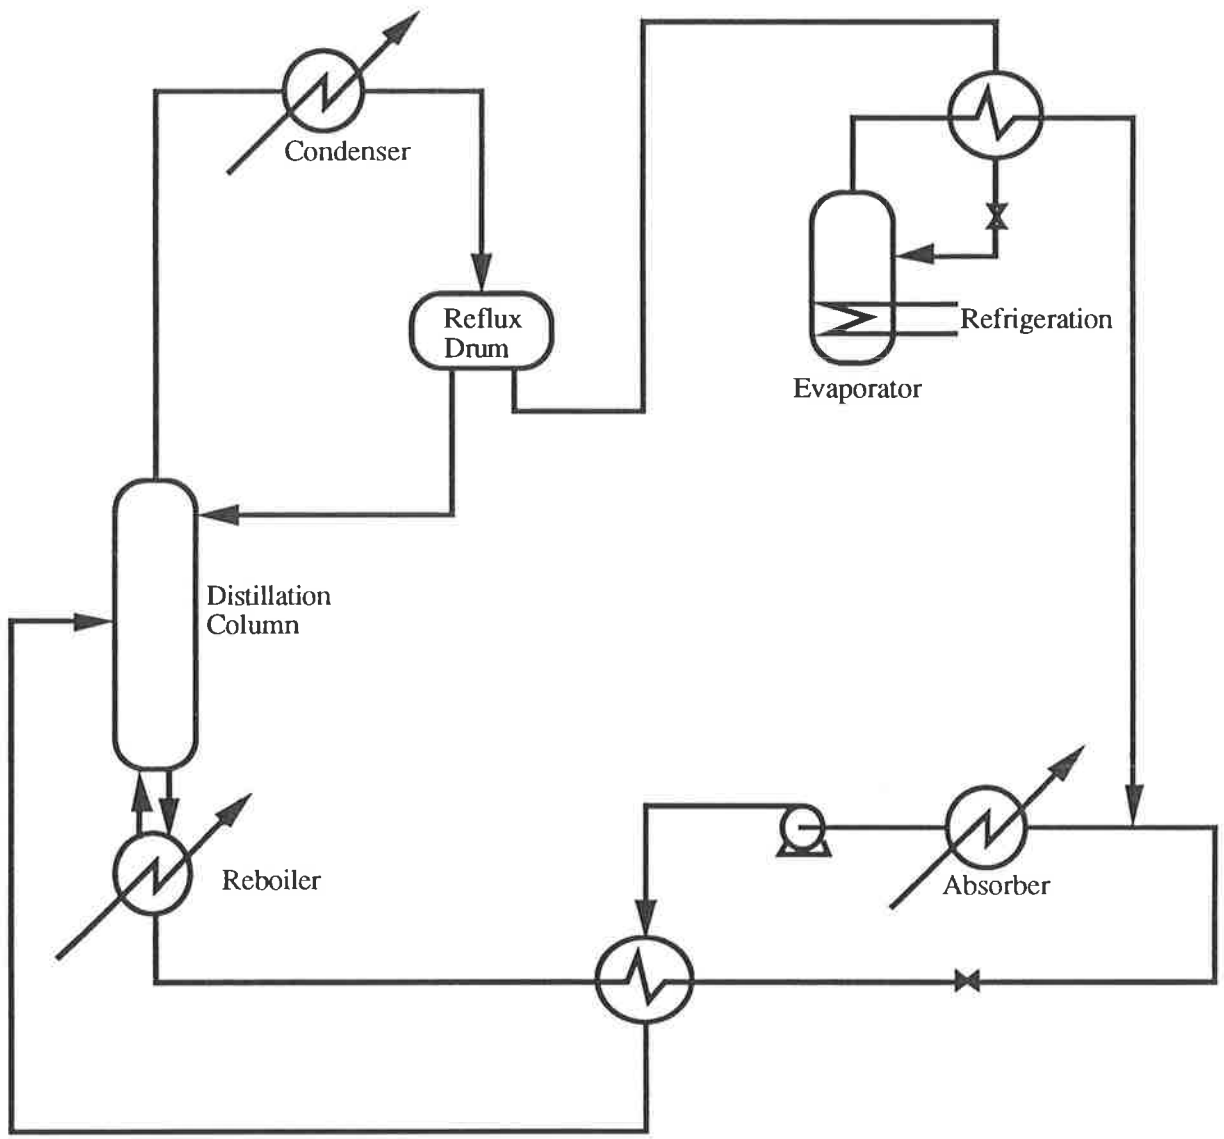 Condenser
Reflux
Drum
Refrigeration
Evaporator
Distillation
Column
Reboiler
Absorber